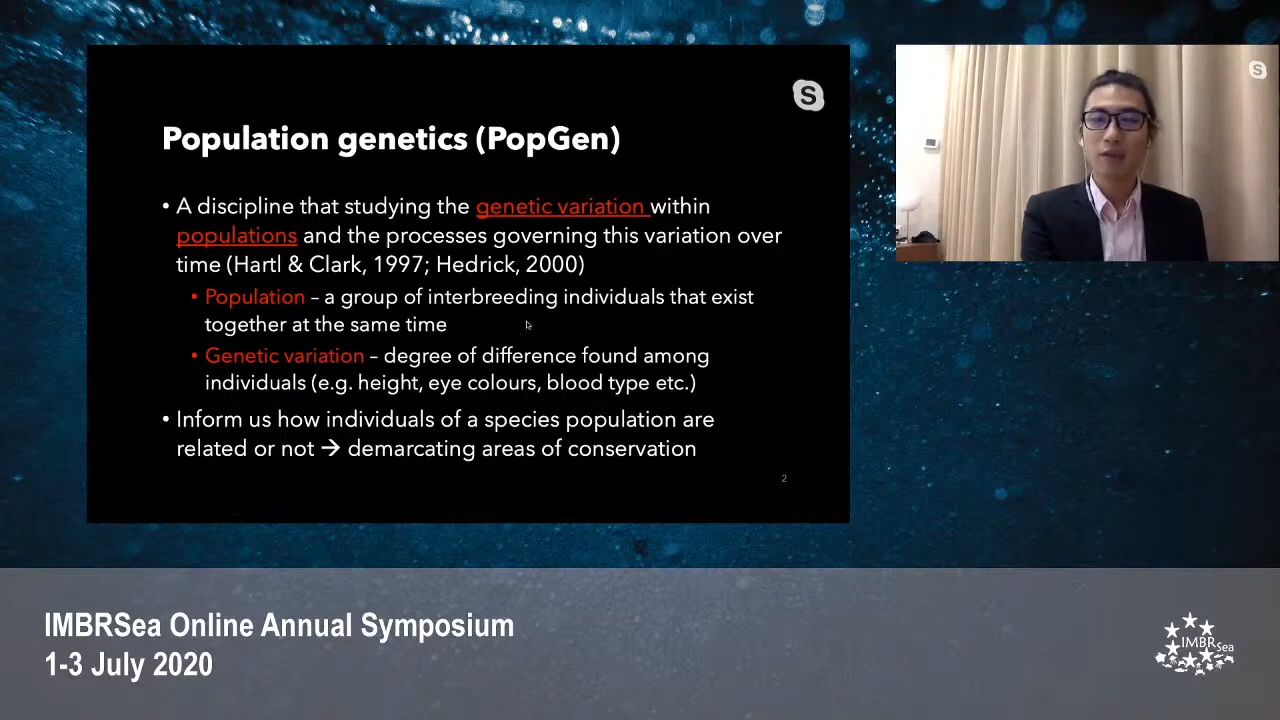 S
S
Population genetics (PopGen)
• A discipline that studying the genetic variation within
populations and the processes governing this variation over
time (Hartl & Clark, 1997; Hedrick, 2000)
• Population – a group of interbreeding individuals that exist
together at the same time
• Genetic variation – degree of difference found among
individuals (e.g. height, eye colours, blood type etc.)
• Inform us how individuals of a species population are
related or not → demarcating areas of conservation
2
IMBRSea Online Annual Symposium
1-3 July 2020
IMBRSea